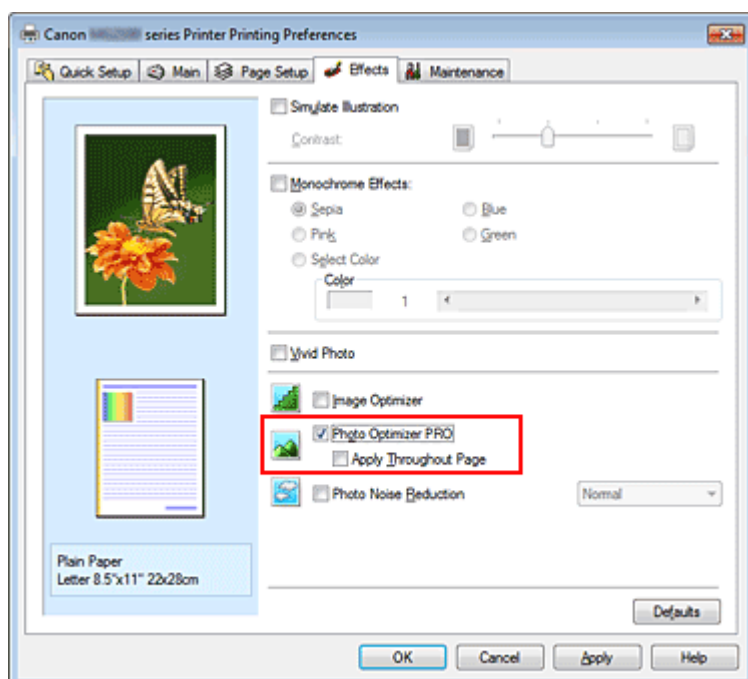 Canon series Printer Printing Preferences
Quick Setup Main Page Setup Effects Maintenance
Simulate Illustration
Contrast:
Monochrome Effects:
Sepia Blue
Pink Green
Select Color
Color
1
Vivid Photo
Image Optimizer
Photo Optimizer PRO
Apply Throughout Page
Photo Noise Reduction Normal
Plain Paper
Letter 8.5"x11" 22x28cm
Defaults
OK Cancel Apply Help